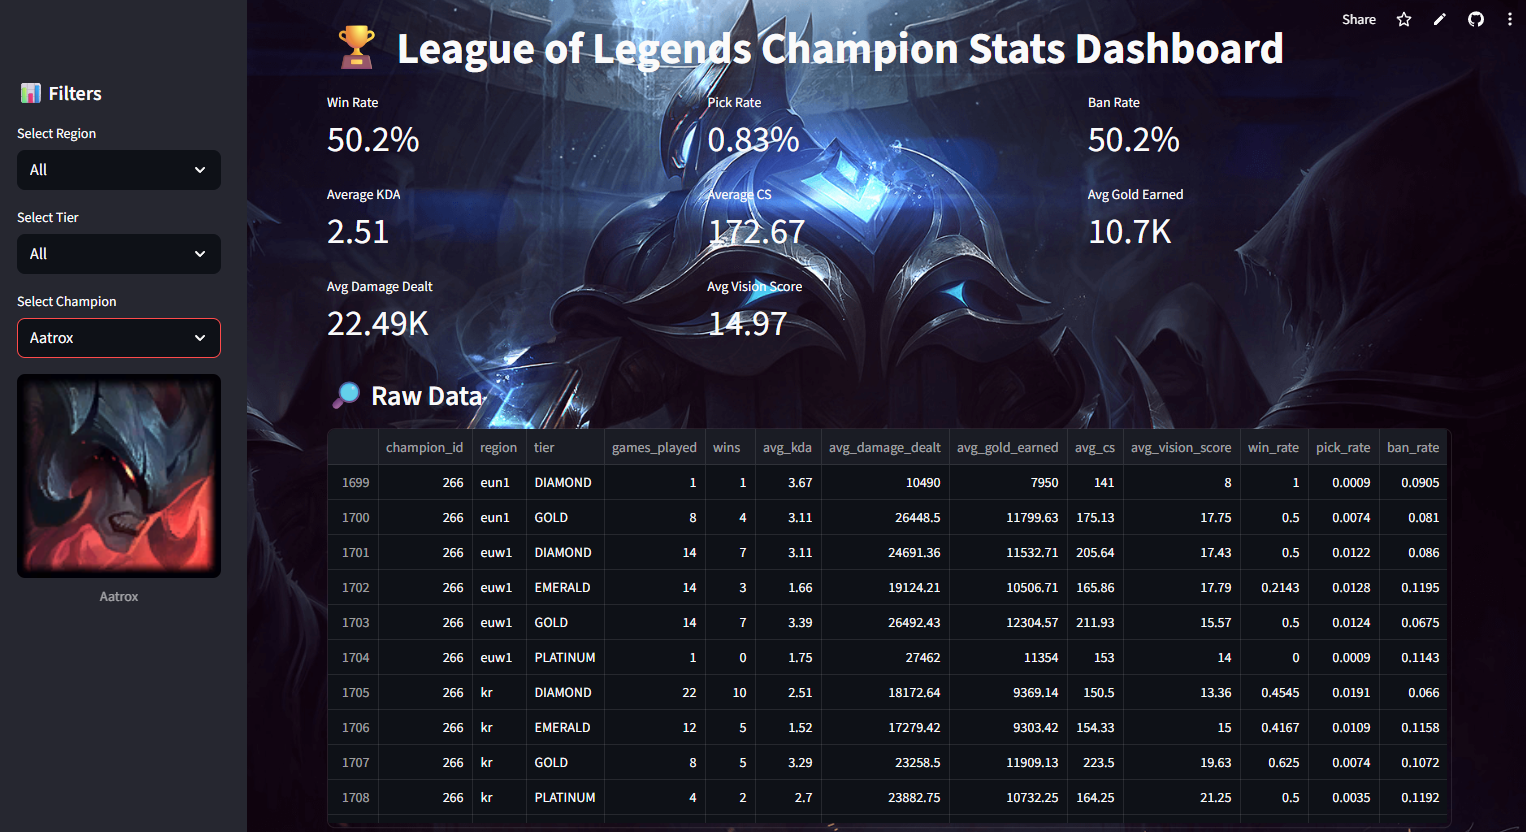 Share
League of Legends Champion Stats Dashboard
Filters
Select Region
All
Select Tier
All
Select Champion
Aatrox
Aatrox
Win Rate Pick Rate Ban Rate
50.2% 0.83% 50.2%
Average KDA Average CS Avg Gold Earned
2.51 172.67 10.7K
Avg Damage Dealt Avg Vision Score
22.49K 14.97
Raw Data
champion_id region tier games_played wins avg_kda avg_damage_dealt avg_gold_earned avg_cs avg_vision_score win_rate pick_rate ban_rate
1699 266 eun1 DIAMOND 1 1 3.67 10490 7950 141 8 1 0.0009 0.0905
1700 266 eun1 GOLD 8 4 3.11 26448.5 11799.63 175.13 17.75 0.5 0.0074 0.081
1701 266 euw1 DIAMOND 14 7 3.11 24691.36 11532.71 205.64 17.43 0.5 0.0122 0.086
1702 266 euw1 EMERALD 14 3 1.66 19124.21 10506.71 165.86 17.79 0.2143 0.0128 0.1195
1703 266 euw1 GOLD 14 7 3.39 26492.43 12304.57 211.93 15.57 0.5 0.0124 0.0675
1704 266 euw1 PLATINUM 1 0 1.75 27462 11354 153 14 0 0.0009 0.1143
1705 266 kr DIAMOND 22 10 2.51 18172.64 9369.14 150.5 13.36 0.4545 0.0191 0.066
1706 266 kr EMERALD 12 5 1.52 17279.42 9303.42 154.33 15 0.4167 0.0109 0.1158
1707 266 kr GOLD 8 5 3.29 23258.5 11909.13 223.5 19.63 0.625 0.0074 0.1072
1708 266 kr PLATINUM 4 2 2.7 23882.75 10732.25 164.25 21.25 0.5 0.0035 0.1192